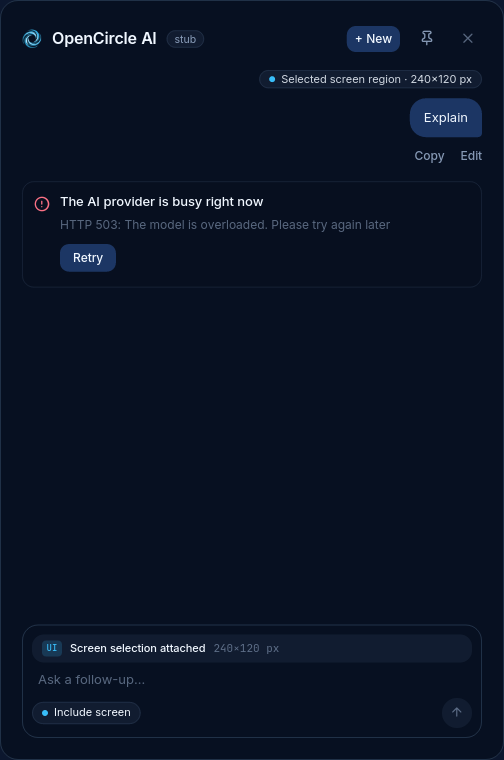 OpenCircle AI stub + New
Selected screen region · 240×120 px
Explain
Copy Edit
The AI provider is busy right now
HTTP 503: The model is overloaded. Please try again later
Retry
UI Screen selection attached 240×120 px
Ask a follow-up...
Include screen